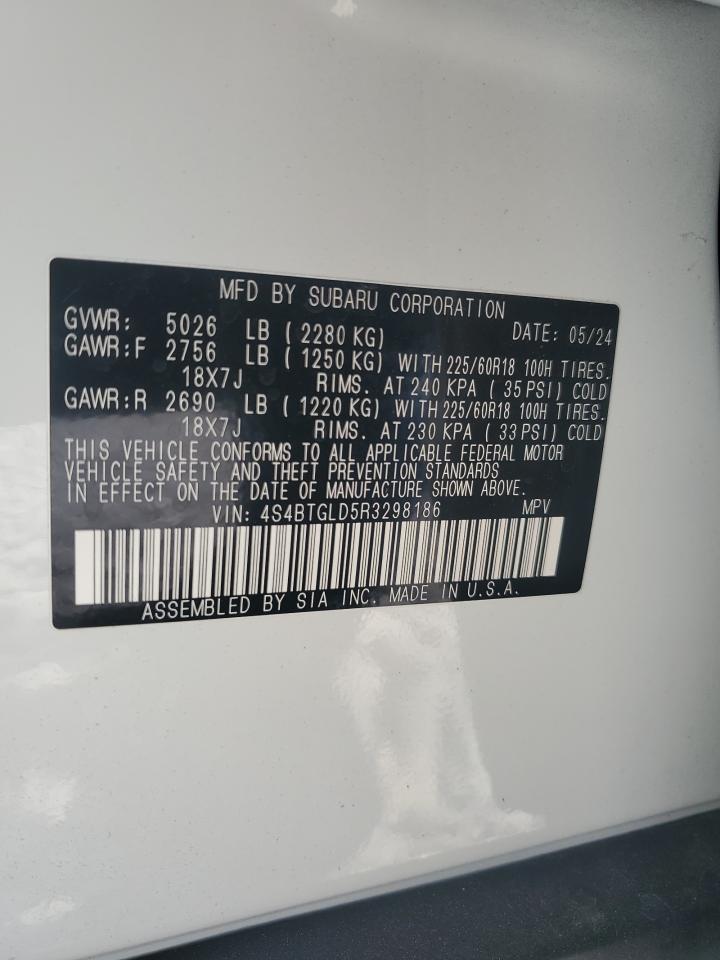 MFD BY SUBARU CORPORATION
GVWR: 5026 LB ( 2280 KG) DATE: 05/24
GAWR:F 2756 LB ( 1250 KG) WITH 225/60R18 100H TIRES.
18X7J RIMS. AT 240 KPA ( 35 PSI) COLD
GAWR:R 2690 LB ( 1220 KG) WITH 225/60R18 100H TIRES.
18X7J RIMS. AT 230 KPA ( 33 PSI) COLD
THIS VEHICLE CONFORMS TO ALL APPLICABLE FEDERAL MOTOR
VEHICLE SAFETY AND THEFT PREVENTION STANDARDS
IN EFFECT ON THE DATE OF MANUFACTURE SHOWN ABOVE.
VIN: 4S4BTGLD5R3298186 MPV
ASSEMBLED BY SIA INC. MADE IN U.S.A.